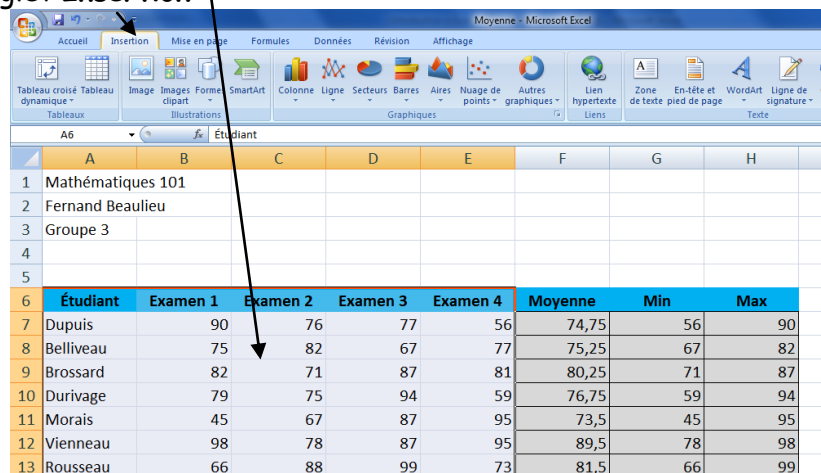 Insertion
Moyenne - Microsoft Excel
Accueil Insertion Mise en page Formules Données Révision Affichage
Tableau croisé dynamique Tableau Image Images clipart Formes SmartArt Colonne Ligne Secteurs Barres Aires Nuage de points Autres graphiques Lien hypertexte Zone de texte En-tête et pied de page WordArt Ligne de signature
Tableaux Illustrations Graphiques Liens Texte
A6 fx Étudiant
A B C D E F G H
1 Mathématiques 101
2 Fernand Beaulieu
3 Groupe 3
4
5
6 Étudiant Examen 1 Examen 2 Examen 3 Examen 4 Moyenne Min Max
7 Dupuis 90 76 77 56 74,75 56 90
8 Belliveau 75 82 67 77 75,25 67 82
9 Brossard 82 71 87 81 80,25 71 87
10 Durivage 79 75 94 59 76,75 59 94
11 Morais 45 67 87 95 73,5 45 95
12 Vienneau 98 78 87 95 89,5 78 98
13 Rousseau 66 88 99 73 81,5 66 99